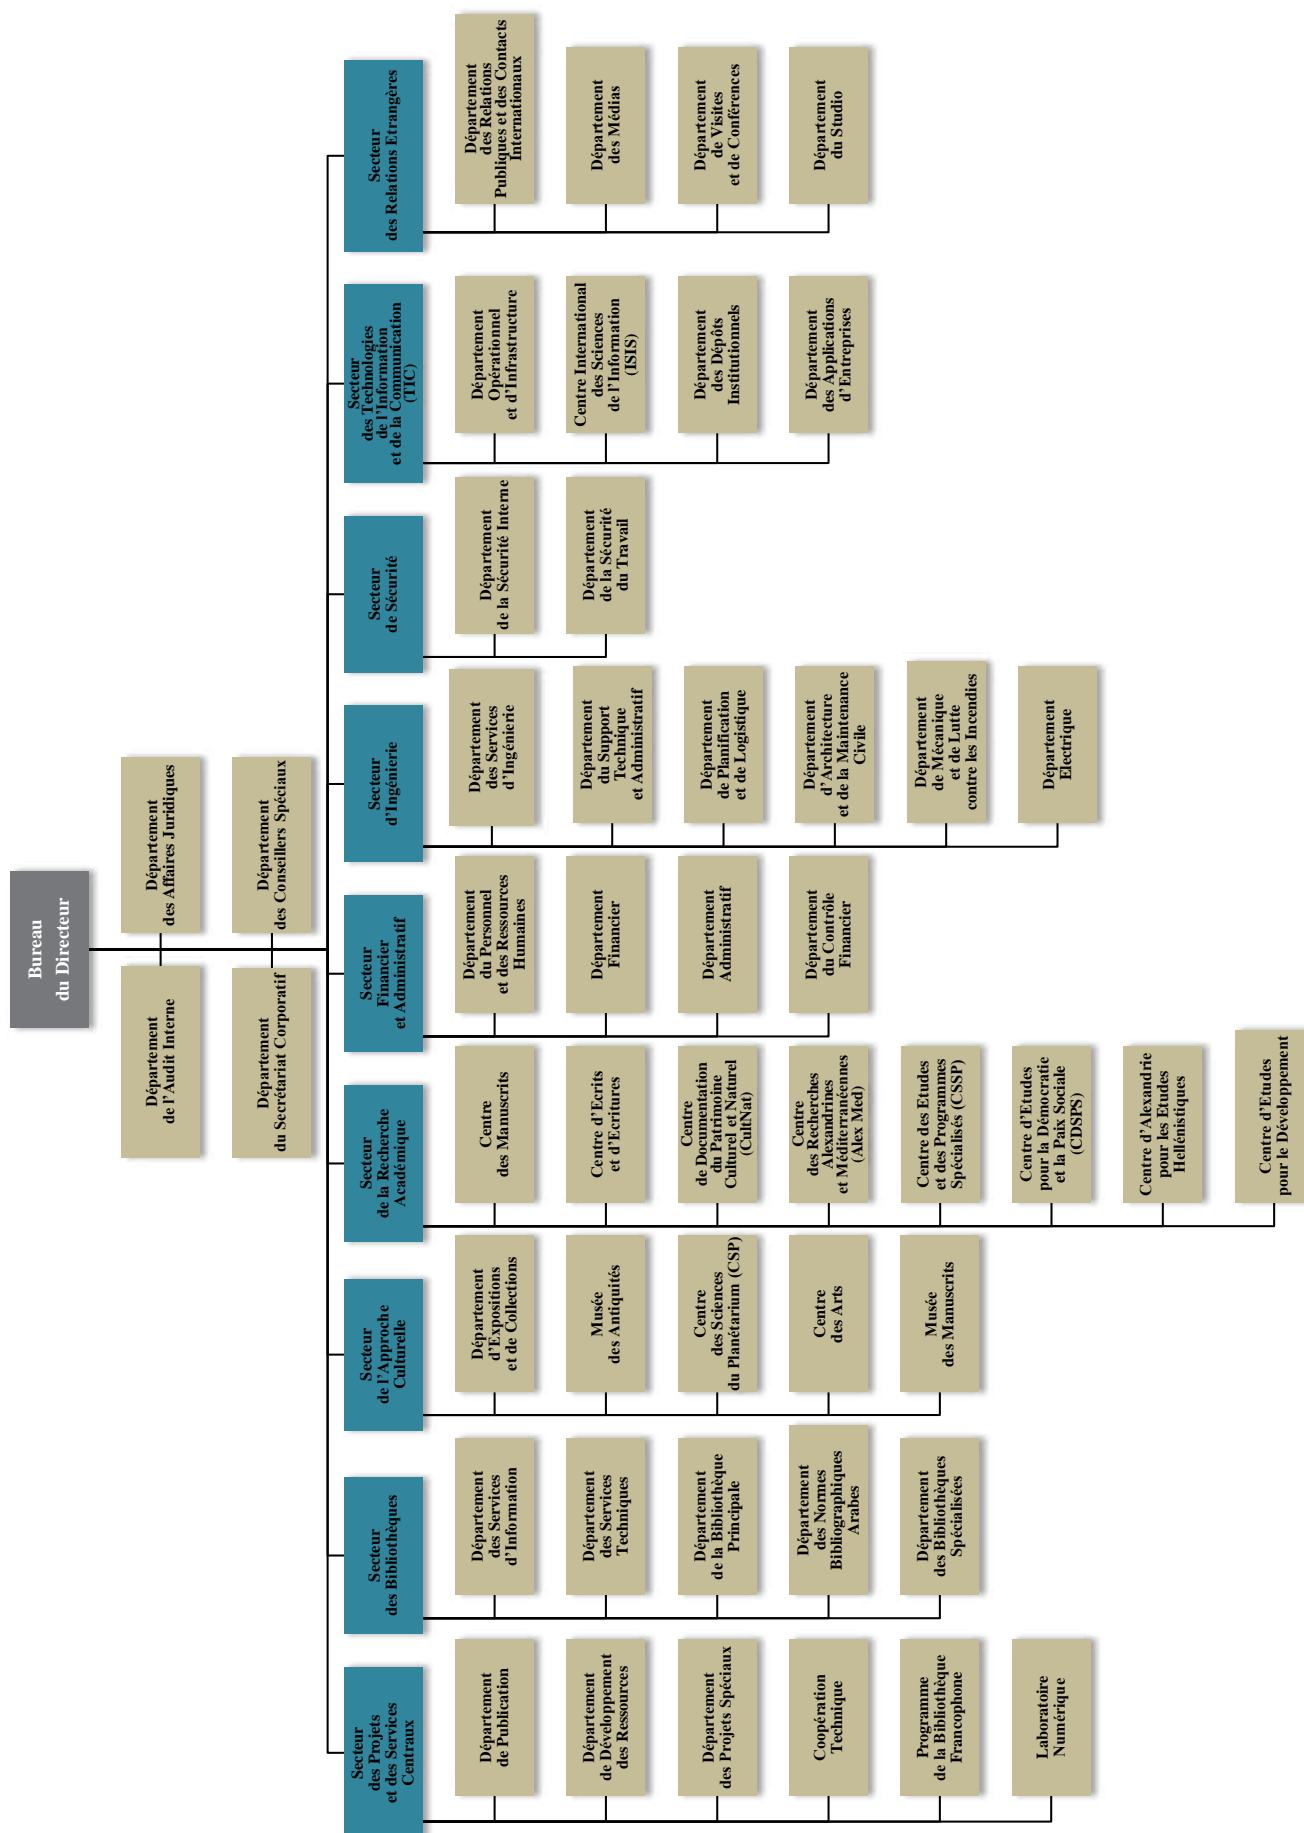 Bureau
du Directeur
Département
de l'Audit Interne
Département
des Affaires Juridiques
Département
du Secrétariat Corporatif
Département
des Conseillers Spéciaux
Secteur
des Projets
et des Services
Centraux
Département
de Publication
Département
de Développement
des Ressources
Département
des Projets Spéciaux
Coopération
Technique
Programme
de la Bibliothèque
Francophone
Laboratoire
Numérique
Secteur
des Bibliothèques
Département
des Services
d'Information
Département
des Services
Techniques
Département
de la Bibliothèque
Principale
Département
des Normes
Bibliographiques
Arabes
Département
des Bibliothèques
Spécialisées
Secteur
de l'Approche
Culturelle
Département
d'Expositions
et de Collections
Musée
des Antiquités
Centre
des Sciences
du Planétarium (CSP)
Centre
des Arts
Musée
des Manuscrits
Secteur
de la Recherche
Académique
Centre
des Manuscrits
Centre d'Ecrits
et d'Ecritures
Centre
de Documentation
du Patrimoine
Culturel et Naturel
(CultNat)
Centre
des Recherches
Alexandrines
et Méditerranéennes
(Alex Med)
Centre des Etudes
et des Programmes
Spécialisés (CSSP)
Centre d'Etudes
pour la Démocratie
et la Paix Sociale
(CDSPS)
Centre d'Alexandrie
pour les Etudes
Hellénistiques
Centre d'Etudes
pour le Développement
Secteur
Financier
et Administratif
Département
du Personnel
et des Ressources
Humaines
Département
Financier
Département
Administratif
Département
du Contrôle
Financier
Secteur
d'Ingénierie
Département
des Services
d'Ingénierie
Département
du Support
Technique
et Administratif
Département
de Planification
et de Logistique
Département
d'Architecture
et de la Maintenance
Civile
Département
de Mécanique
et de Lutte
contre les Incendies
Département
Electrique
Secteur
de Sécurité
Département
de la Sécurité Interne
Département
de la Sécurité
du Travail
Secteur
des Technologies
de l'Information
et de la Communication
(TIC)
Département
Opérationnel
et d'Infrastructure
Centre International
des Sciences
de l'Information
(ISIS)
Département
des Dépôts
Institutionnels
Département
des Applications
d'Entreprises
Secteur
des Relations Etrangères
Département
des Relations
Publiques et des Contacts
Internationaux
Département
des Médias
Département
de Visites
et de Conférences
Département
du Studio